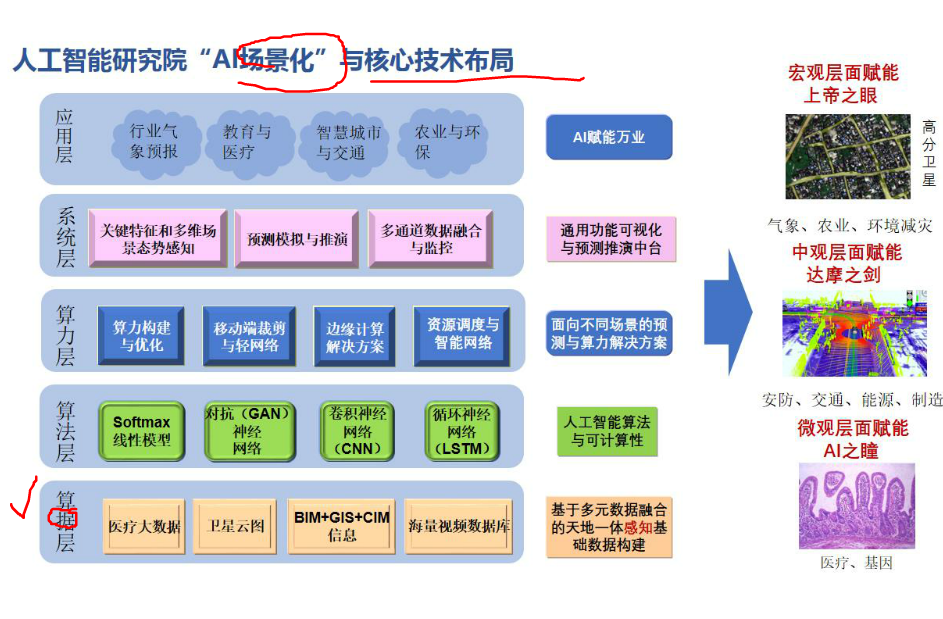 人工智能研究院“AI场景化”与核心技术布局
应用层
行业气
象预报
教育与
医疗
智慧城市
与交通
农业与环
保
AI赋能万业
系统层
关键特征和多维场
景态势感知
预测模拟与推演
多通道数据融合
与监控
通用功能可视化
与预测推演中台
算力层
算力构建
与优化
移动端裁剪
与轻网络
边缘计算
解决方案
资源调度与
智能网络
面向不同场景的预
测与算力解决方案
算法层
Softmax
线性模型
对抗（GAN）
神经
网络
卷积神经
网络
（CNN）
循环神经
网络
（LSTM）
人工智能算法
与可计算性
算据层
医疗大数据
卫星云图
BIM+GIS+CIM
信息
海量视频数据库
基于多元数据融合
的天地一体感知基
础数据构建
宏观层面赋能
上帝之眼
高分卫星
气象、农业、环境减灾
中观层面赋能
达摩之剑
安防、交通、能源、制造
微观层面赋能
AI之瞳
医疗、基因